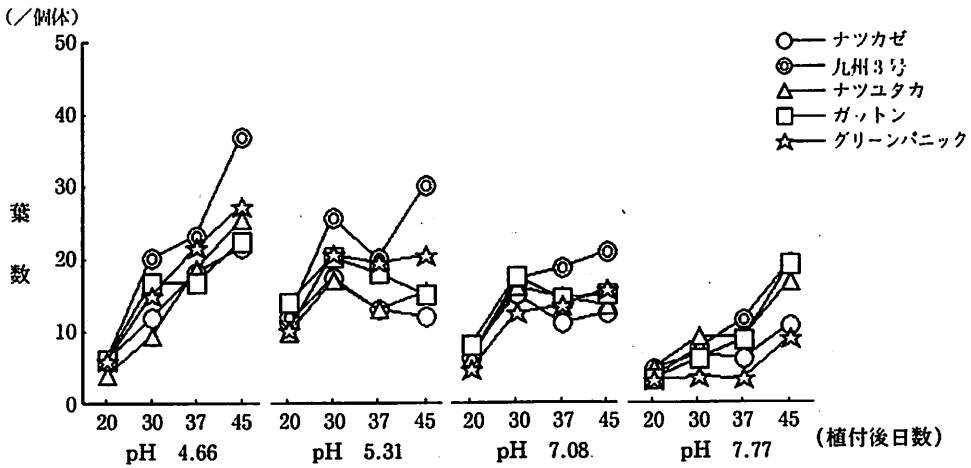 (／個体)
50
40
30
20
10
0
葉
数
ナツカゼ
九州3号
ナツユタカ
ガットン
グリーンパニック
20 30 37 45
20 30 37 45
20 30 37 45
20 30 37 45
pH 4.66
pH 5.31
pH 7.08
pH 7.77
(植付後日数)